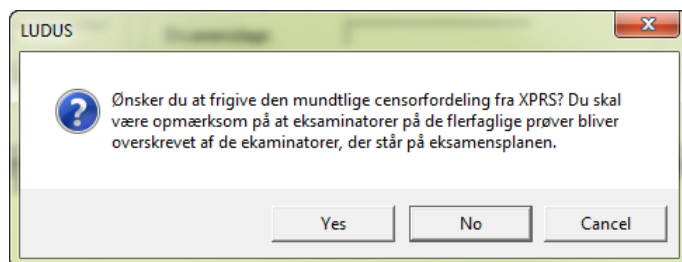 LUDUS
Ønsker du at frigive den mundtlige censorfordeling fra XPRS? Du skal
være opmærksom på at eksaminatorer på de flerfaglige prøver bliver
overskrevet af de ekaminatorer, der står på eksamensplanen.
Yes
No
Cancel